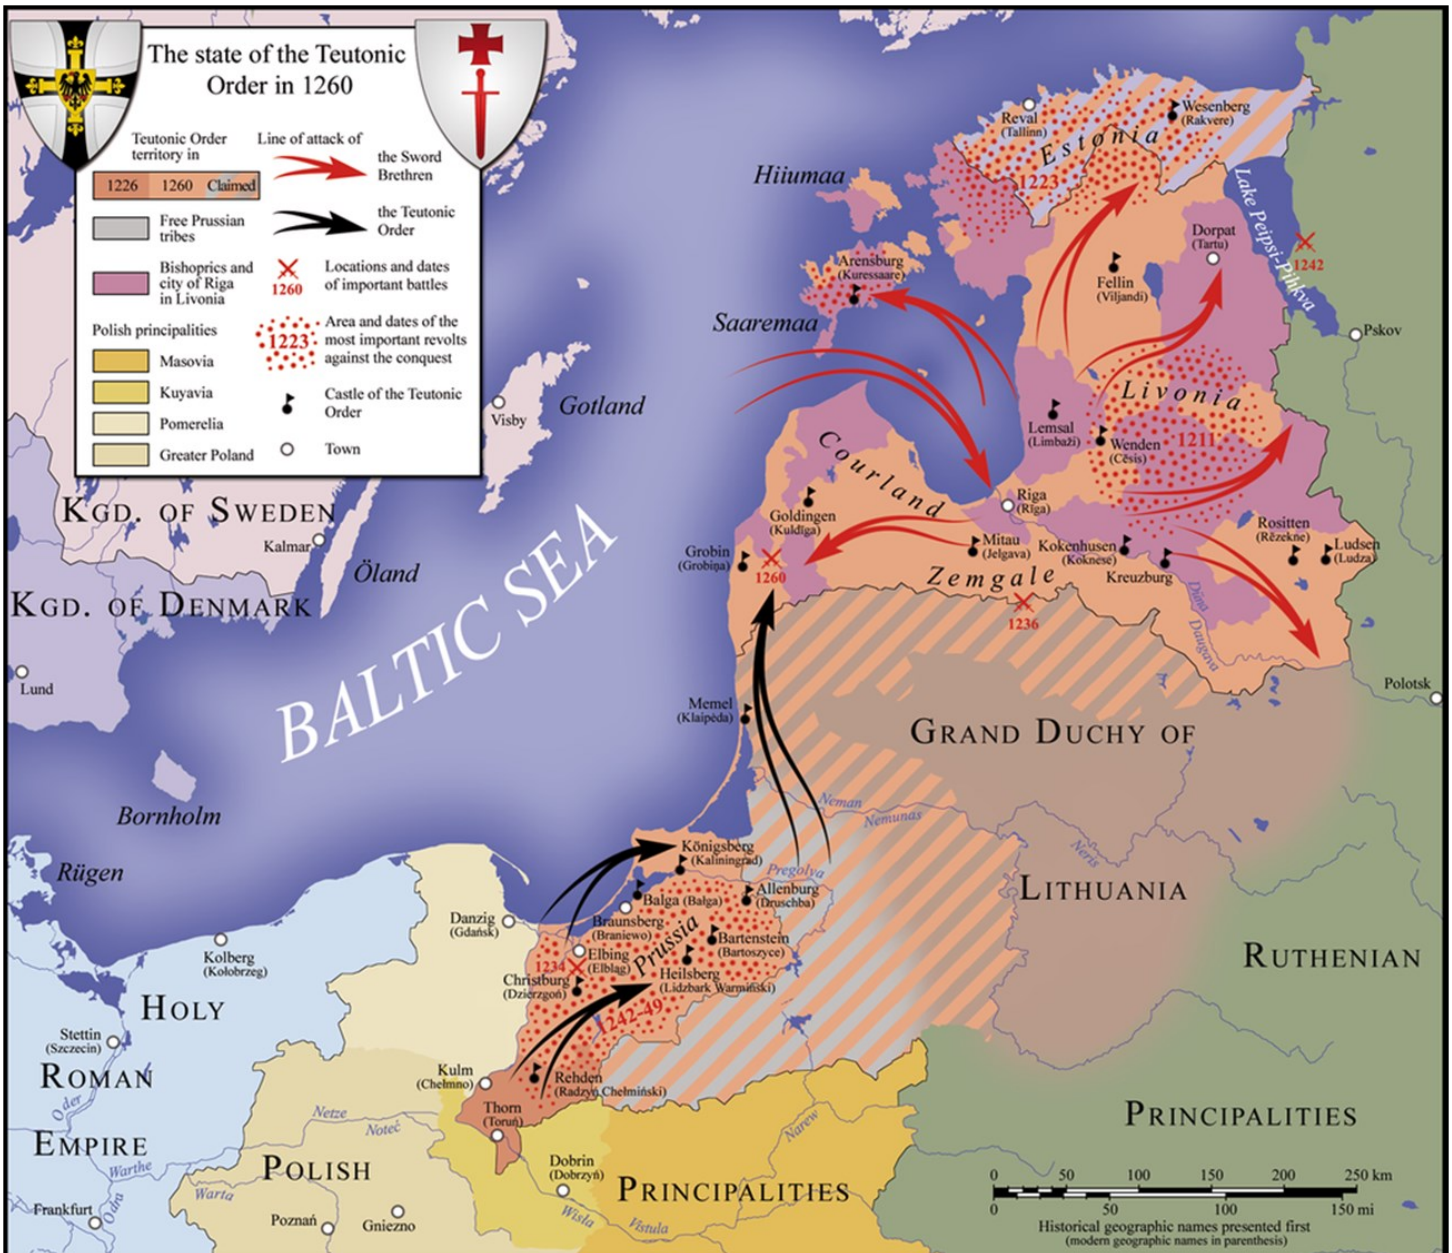 The state of the Teutonic
Order in 1260
Teutonic Order
territory in
1226 1260 Claimed
Free Prussian
tribes
Bishoprics and
city of Riga
in Livonia
Polish principalities
Masovia
Kuyavia
Pomerelia
Greater Poland
Line of attack of
the Sword
Brethren
the Teutonic
Order
1260
Locations and dates
of important battles
1223
Area and dates of the
most important revolts
against the conquest
Castle of the Teutonic
Order
Town
Reval
(Tallinn)
Wesenberg
(Rakvere)
Estonia
1223
Hiiumaa
Lake Peipsi-Pihkva
Dorpat
(Tartu)
1242
Arensburg
(Kuressaare)
Fellin
(Viljandi)
Saaremaa
Pskov
Gotland
Visby
Livonia
1211
Lemsal
(Limbaži)
Wenden
(Cēsis)
Courland
KGD. OF SWEDEN
Kalmar
Öland
Goldingen
(Kuldīga)
Riga
(Rīga)
Grobin
(Grobiņa)
1260
Mitau
(Jelgava)
Kokenhusen
(Koknese)
Kreuzburg
Rositten
(Rēzekne)
Ludsen
(Ludza)
Zemgale
1236
Düna
Daugava
KGD. OF DENMARK
Lund
BALTIC SEA
Polotsk
Memel
(Klaipėda)
GRAND DUCHY OF
LITHUANIA
Bornholm
Rügen
Neman
Nemunas
Neris
Königsberg
(Kaliningrad)
Pregolya
Balga (Bałga)
Allenburg
(Druschba)
Danzig
(Gdańsk)
Braunsberg
(Braniewo)
Prussia
Bartenstein
(Bartoszyce)
Kolberg
(Kołobrzeg)
Elbing
(Elbląg)
1234
Christburg
(Dzierzgoń)
Heilsberg
(Lidzbark Warmiński)
1242-49
RUTHENIAN
PRINCIPALITIES
HOLY
ROMAN
EMPIRE
Stettin
(Szczecin)
Oder
Kulm
(Chełmno)
Rehden
(Radzyń Chełmiński)
Thorn
(Toruń)
Netze
Noteć
Narew
Warthe
Warta
Odra
POLISH
PRINCIPALITIES
Dobrin
(Dobrzyń)
Wisła
Vistula
Frankfurt
Poznań
Gniezno
0 50 100 150 200 250 km
0 50 100 150 mi
Historical geographic names presented first
(modern geographic names in parenthesis)